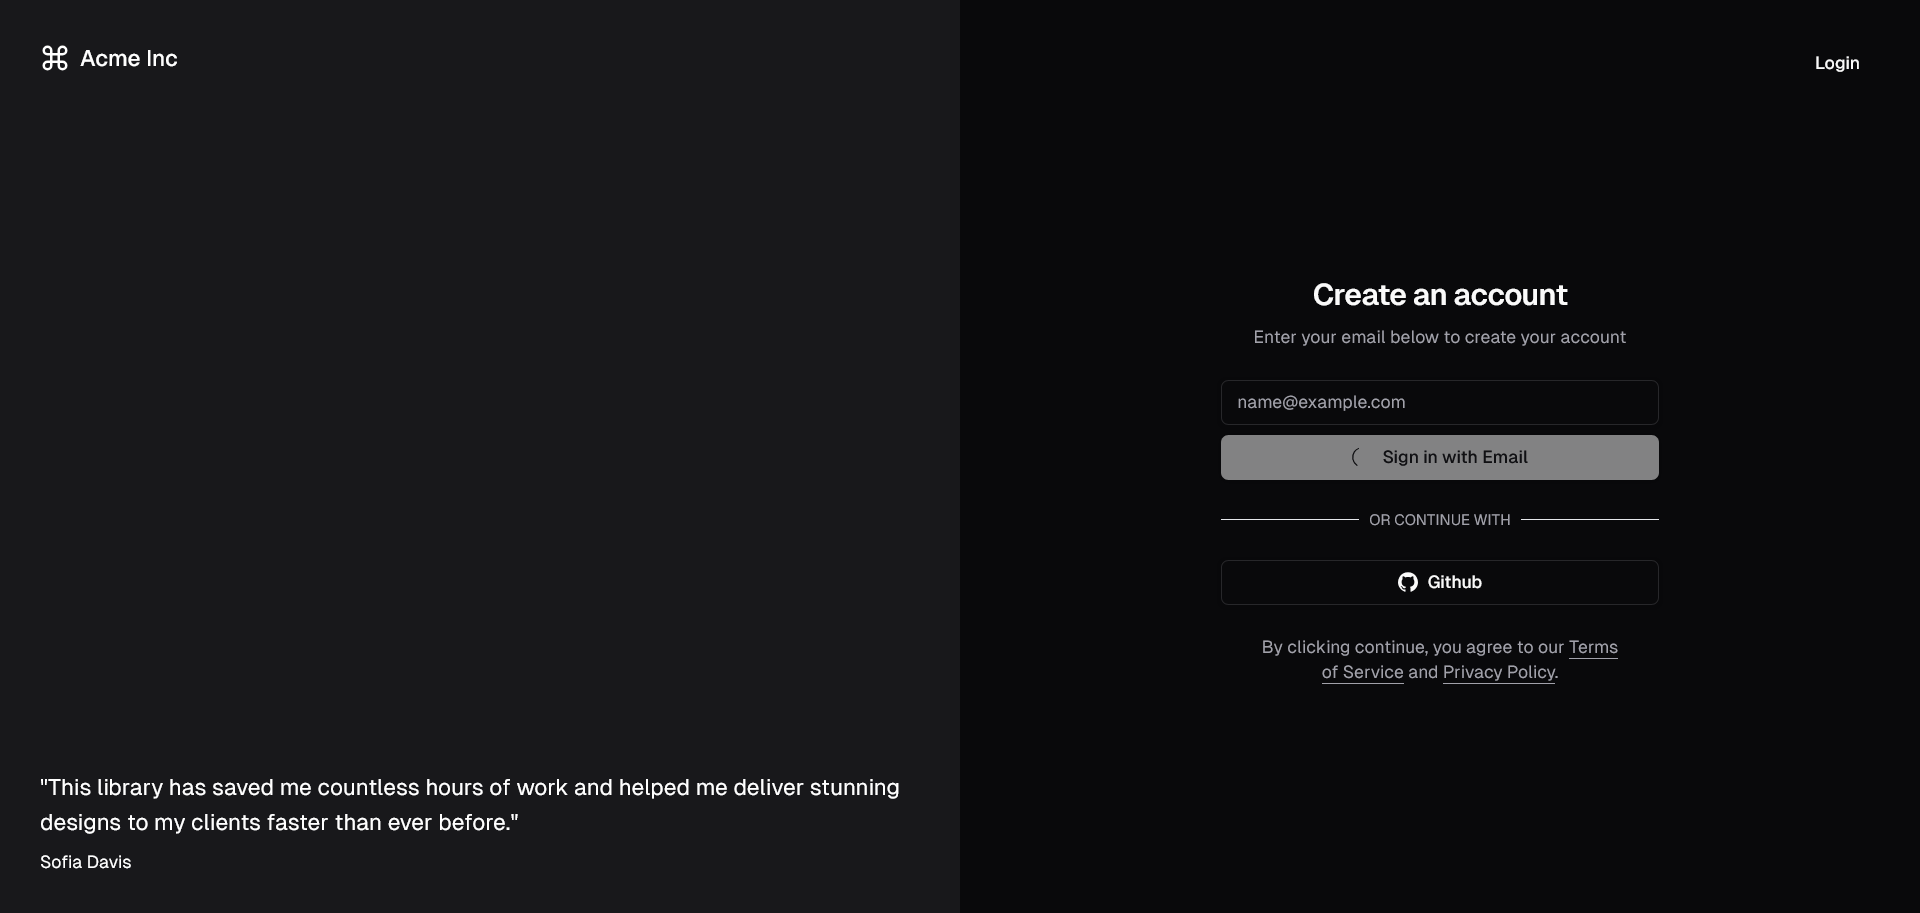 Acme Inc
Login
Create an account
Enter your email below to create your account
name@example.com
Sign in with Email
OR CONTINUE WITH
Github
By clicking continue, you agree to our Terms
of Service and Privacy Policy.
"This library has saved me countless hours of work and helped me deliver stunning
designs to my clients faster than ever before."
Sofia Davis